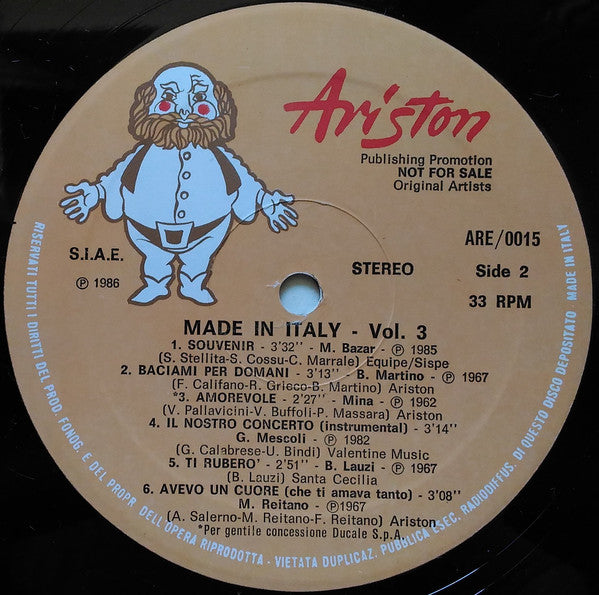 Ariston
Publishing Promotion
NOT FOR SALE
Original Artists
S.I.A.E.
Ⓟ 1986
STEREO
ARE/0015
Side 2
33 RPM
MADE IN ITALY - Vol. 3
1. SOUVENIR - 3'32'' - M. Bazar - Ⓟ 1985
(S. Stellita-S. Cossu-C. Marrale) Equipe/Sispe
2. BACIAMI PER DOMANI - 3'13'' - B. Martino - Ⓟ 1967
(F. Califano-R. Grieco-B. Martino) Ariston
*3. AMOREVOLE - 2'27'' - Mina - Ⓟ 1962
(V. Pallavicini-V. Buffoli-P. Massara) Ariston
4. IL NOSTRO CONCERTO (instrumental) - 3'14''
G. Mescoli - Ⓟ 1982
(G. Calabrese-U. Bindi) Valentine Music
5. TI RUBERO' - 2'51'' - B. Lauzi - Ⓟ 1967
(B. Lauzi) Santa Cecilia
6. AVEVO UN CUORE (che ti amava tanto) - 3'08''
M. Reitano - Ⓟ1967
(A. Salerno-M. Reitano-F. Reitano) Ariston
*Per gentile concessione Ducale S.p.A.
RISERVATI TUTTI I DIRITTI DEL PROD. FONOG. E DEL PROPR. DELL'OPERA RIPRODOTTA - VIETATA DUPLICAZ. PUBBLICA ESEC. RADIODIFFUS. DI QUESTO DISCO DEPOSITATO MADE IN ITALY